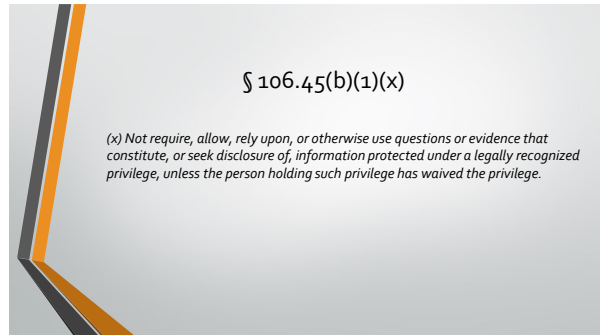 § 106.45(b)(1)(x)
(x) Not require, allow, rely upon, or otherwise use questions or evidence that
constitute, or seek disclosure of, information protected under a legally recognized
privilege, unless the person holding such privilege has waived the privilege.